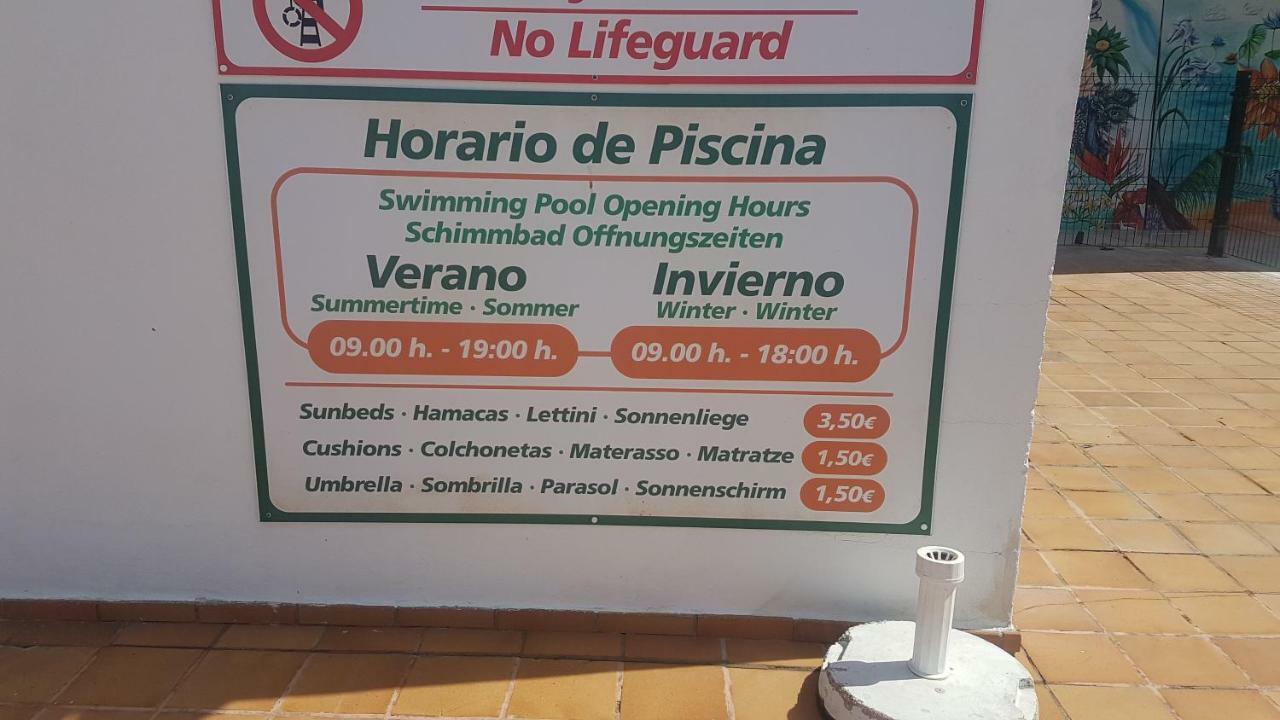 No Lifeguard
Horario de Piscina
Swimming Pool Opening Hours
Schimmbad Offnungszeiten
Verano
Summertime · Sommer
09.00 h. - 19:00 h.
Invierno
Winter · Winter
09.00 h. - 18:00 h.
Sunbeds · Hamacas · Lettini · Sonnenliege 3,50€
Cushions · Colchonetas · Materasso · Matratze 1,50€
Umbrella · Sombrilla · Parasol · Sonnenschirm 1,50€